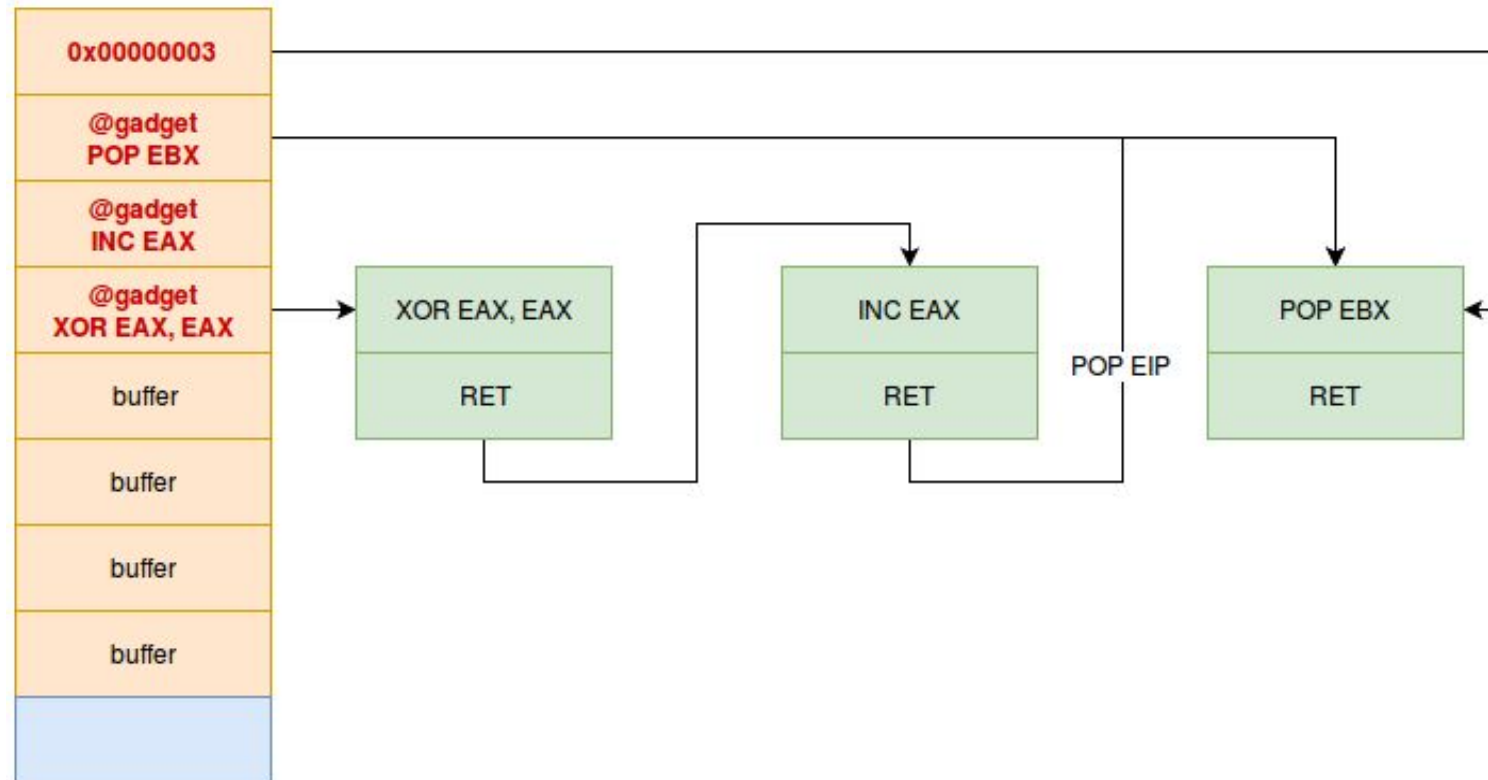 0x00000003
@gadget
POP EBX
@gadget
INC EAX
@gadget
XOR EAX, EAX
buffer
buffer
buffer
buffer
XOR EAX, EAX
RET
INC EAX
RET
POP EIP
POP EBX
RET